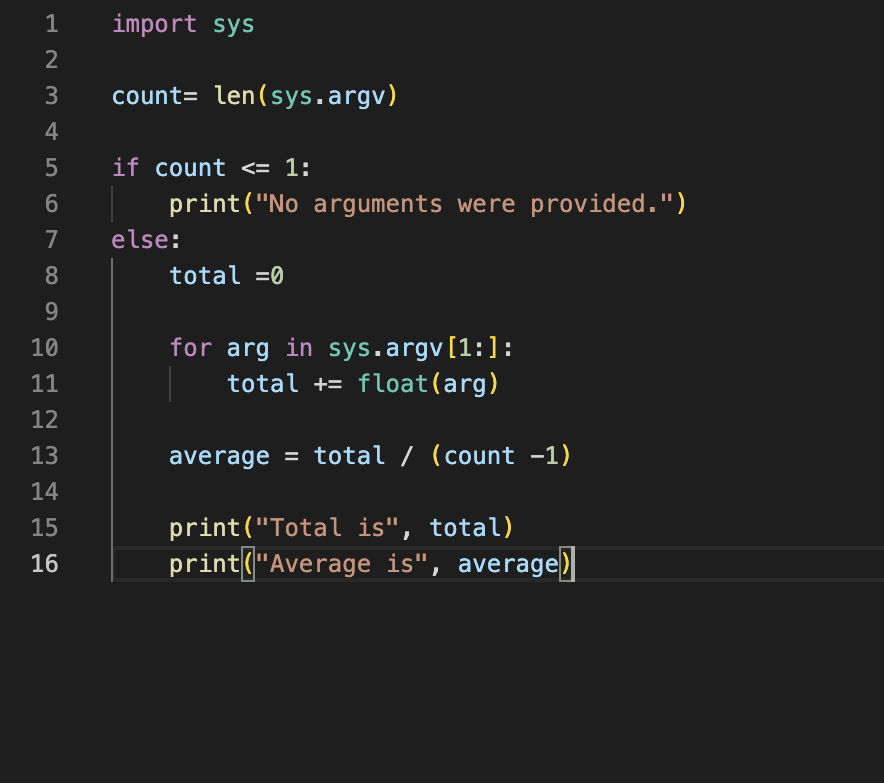 1 import sys
2
3 count= len(sys.argv)
4
5 if count <= 1:
6     print("No arguments were provided.")
7 else:
8     total =0
9
10     for arg in sys.argv[1:]:
11         total += float(arg)
12
13     average = total / (count -1)
14
15     print("Total is", total)
16     print("Average is", average)